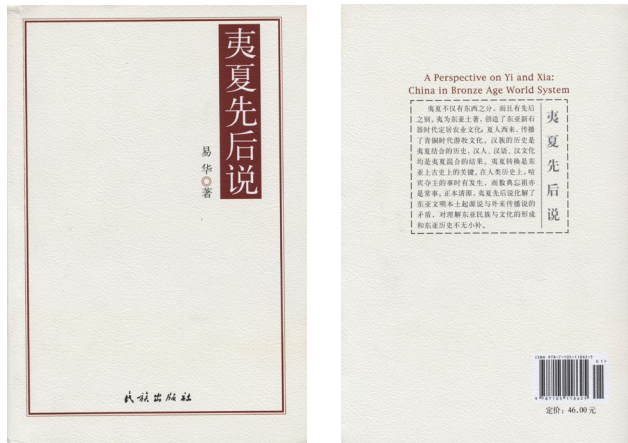 夷夏先后说
易华◎著
民族出版社
A Perspective on Yi and Xia:
China in Bronze Age World System
夷夏先后说
夷夏不仅有东西之分，而且有先后
之别。夷为东亚土著，创造了东亚新石
器时代定居农业文化；夏人西来，传播
了青铜时代游牧文化。汉族的历史是
夷夏结合的历史，汉人、汉语、汉文化
均是夷夏混合的结果。夷夏转换是东
亚上古史上的关键，在人类历史上，喧
宾夺主的事时有发生，而数典忘祖亦
是常事。正本清源，夷夏先后说化解了
东亚文明本土起源说与外来传播说的
矛盾，对理解东亚民族与文化的形成
和东亚历史不无小补。
定价：46.00元